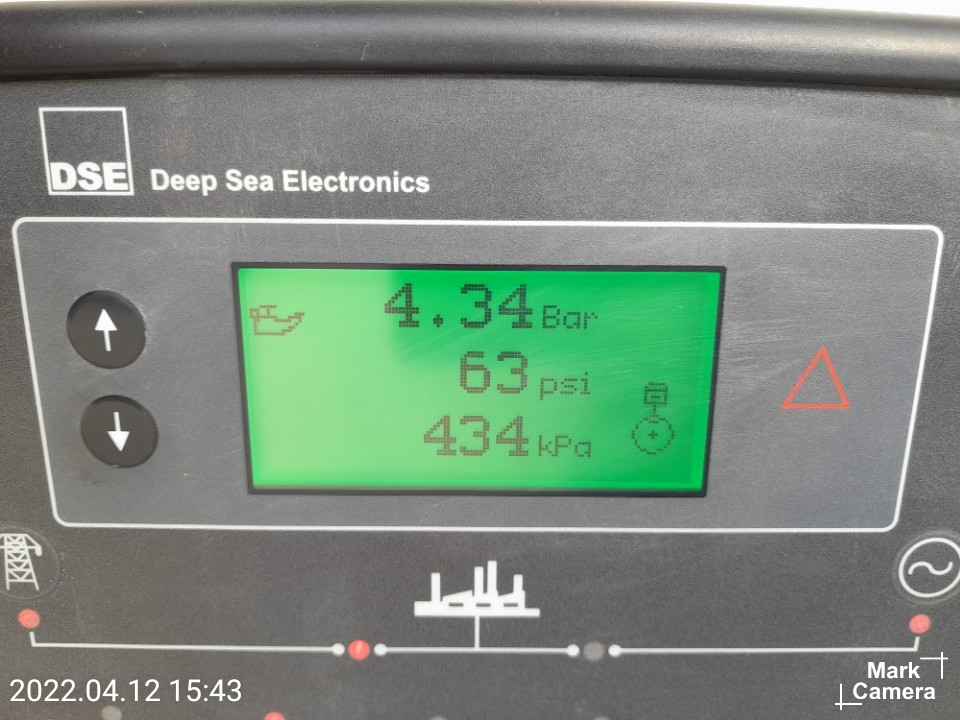 DSE Deep Sea Electronics
4.34 Bar
63 psi
434 kPa
2022.04.12 15:43
Mark
Camera